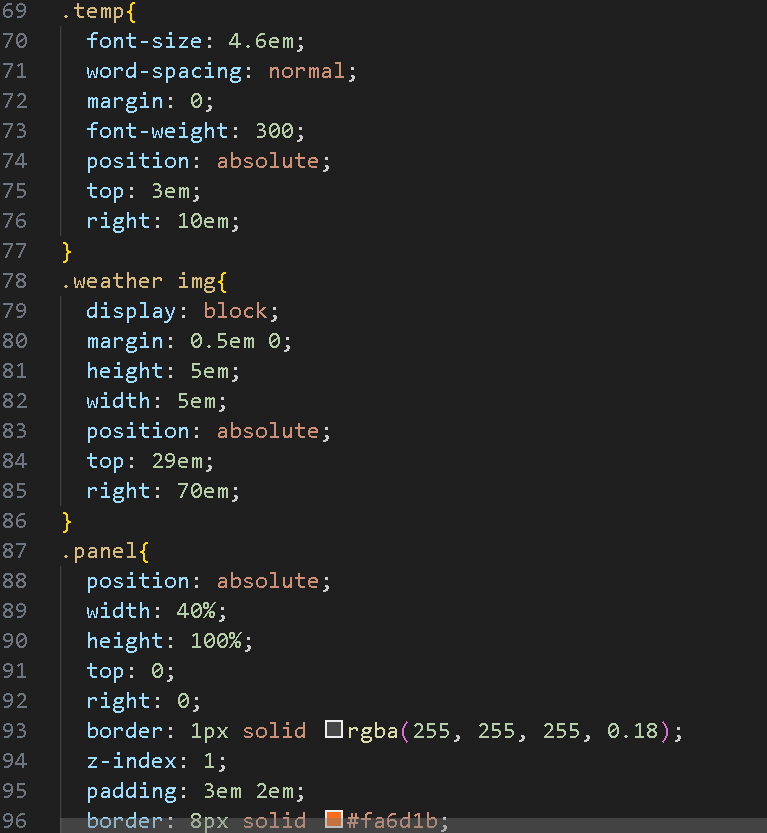 69 .temp{
70 font-size: 4.6em;
71 word-spacing: normal;
72 margin: 0;
73 font-weight: 300;
74 position: absolute;
75 top: 3em;
76 right: 10em;
77 }
78 .weather img{
79 display: block;
80 margin: 0.5em 0;
81 height: 5em;
82 width: 5em;
83 position: absolute;
84 top: 29em;
85 right: 70em;
86 }
87 .panel{
88 position: absolute;
89 width: 40%;
90 height: 100%;
91 top: 0;
92 right: 0;
93 border: 1px solid rgba(255, 255, 255, 0.18);
94 z-index: 1;
95 padding: 3em 2em;
96 border: 8px solid #fa6d1b;